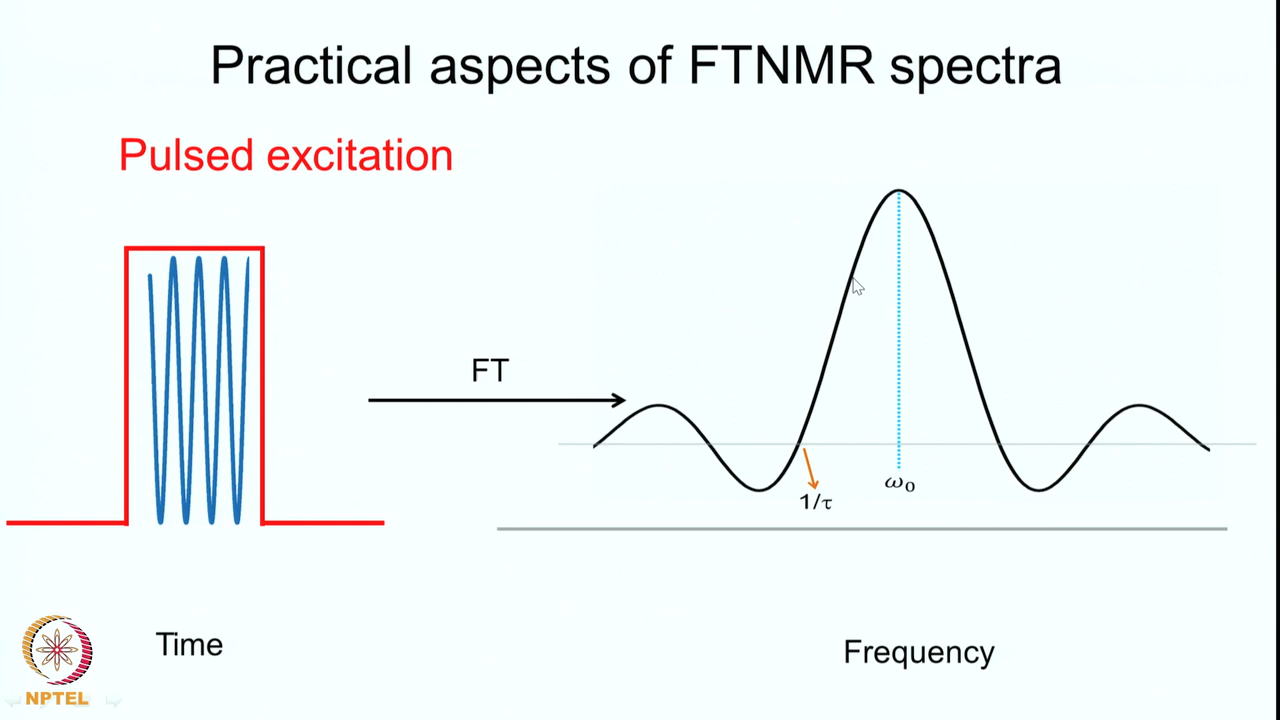 Practical aspects of FTNMR spectra
Pulsed excitation
FT
1/τ
ω₀
Time
Frequency
NPTEL